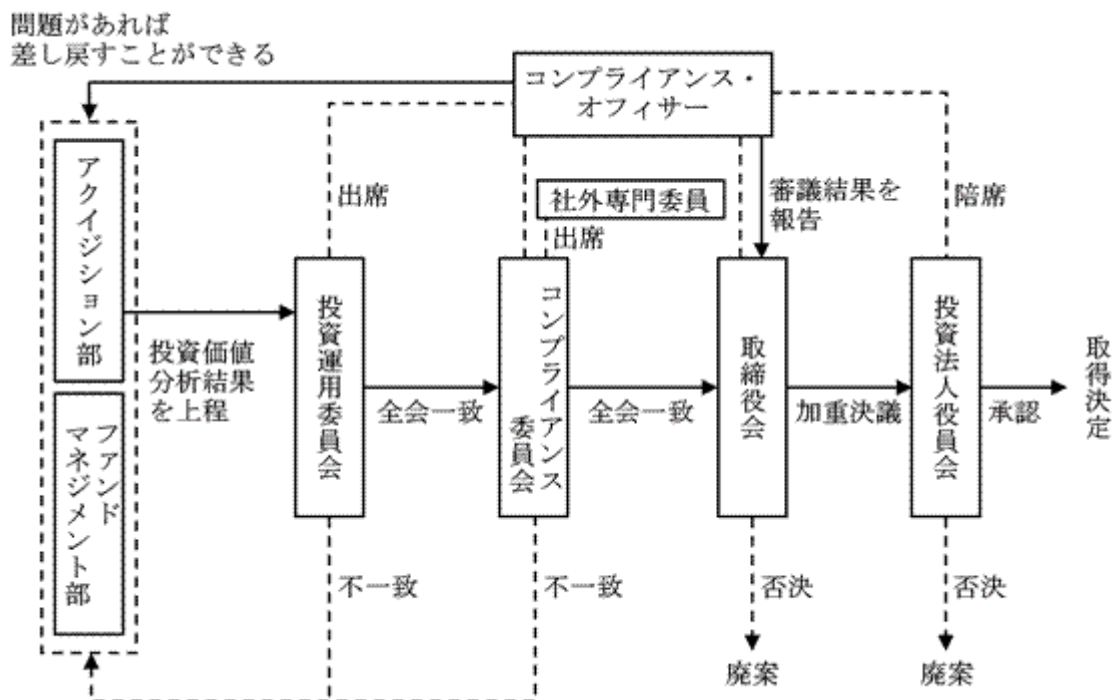 問題があれば
差し戻すことができる
コンプライアンス・
オフィサー
出席
社外専門委員
出席
審議結果を
報告
陪席
アクイジション部
ファンド
マネジメント部
投資価値
分析結果
を上程
投資運用委員会
全会一致
コンプライアンス
委員会
全会一致
取締役会
加重決議
投資法人役員会
承認
取得決定
不一致
不一致
否決
否決
廃案
廃案